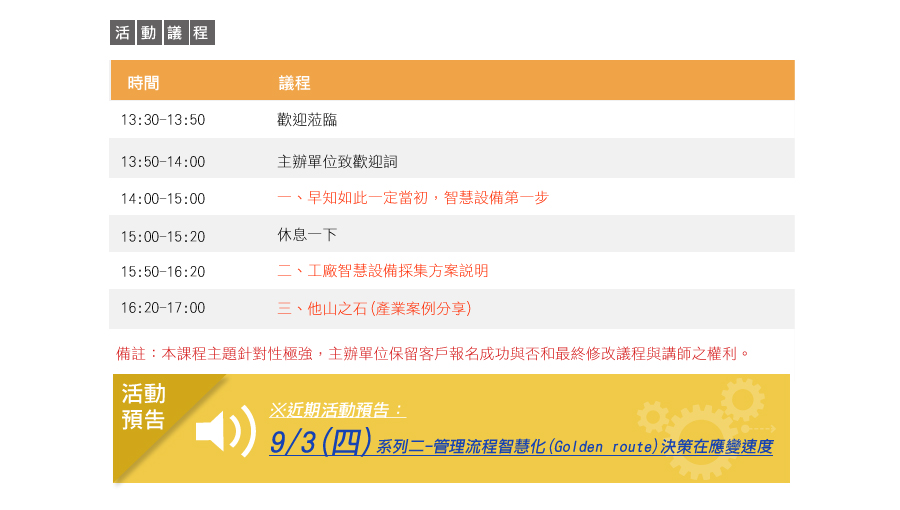 活動議程
時間 議程
13:30-13:50 歡迎蒞臨
13:50-14:00 主辦單位致歡迎詞
14:00-15:00 一、早知如此一定當初，智慧設備第一步
15:00-15:20 休息一下
15:50-16:20 二、工廠智慧設備採集方案說明
16:20-17:00 三、他山之石(產業案例分享)
備註：本課程主題針對性極強，主辦單位保留客戶報名成功與否和最終修改議程與講師之權利。
活動
預告
※近期活動預告：
9/3(四)系列二-管理流程智慧化(Golden route)決策在應變速度